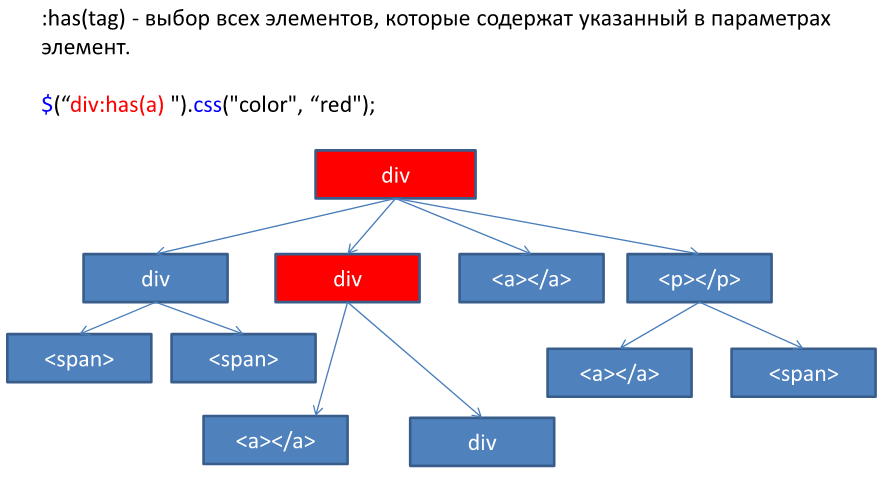 :has(tag) - выбор всех элементов, которые содержат указанный в параметрах
элемент.
$(“div:has(a) ").css("color", “red");
div
div
div
<a></a>
<p></p>
<span>
<span>
<a></a>
<span>
<a></a>
div